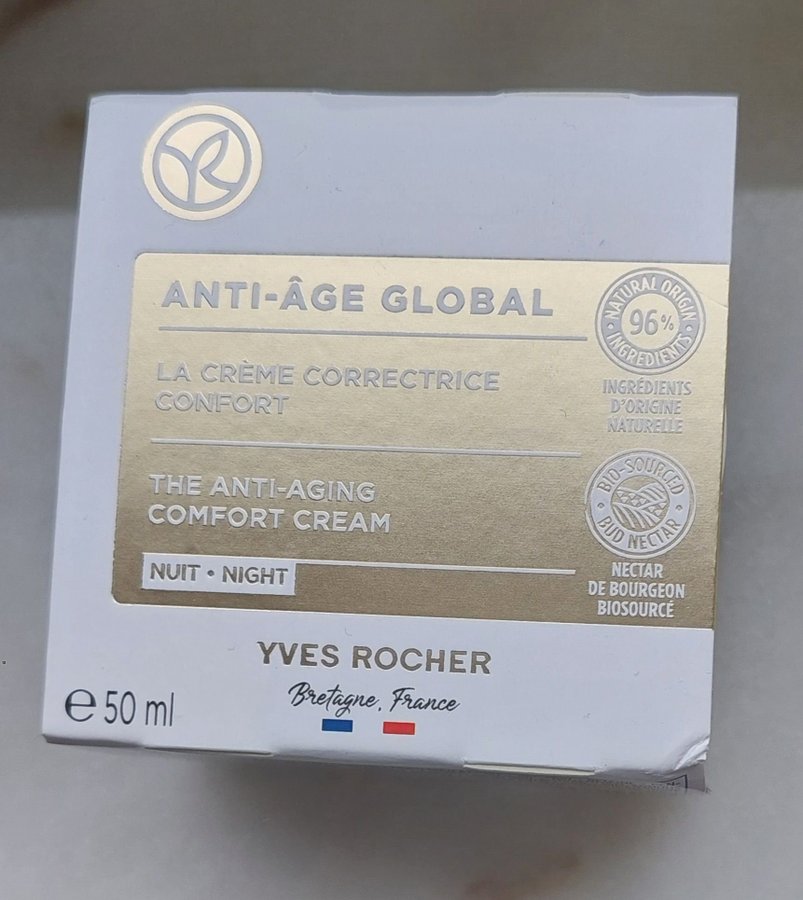 ANTI-ÂGE GLOBAL
LA CRÈME CORRECTRICE
CONFORT
THE ANTI-AGING
COMFORT CREAM
NUIT • NIGHT
NATURAL ORIGIN
96%
INGREDIENTS
INGRÉDIENTS
D'ORIGINE
NATURELLE
BIO-SOURCED
BUD NECTAR
NECTAR
DE BOURGEON
BIOSOURCÉ
YVES ROCHER
Bretagne, France
℮ 50 ml